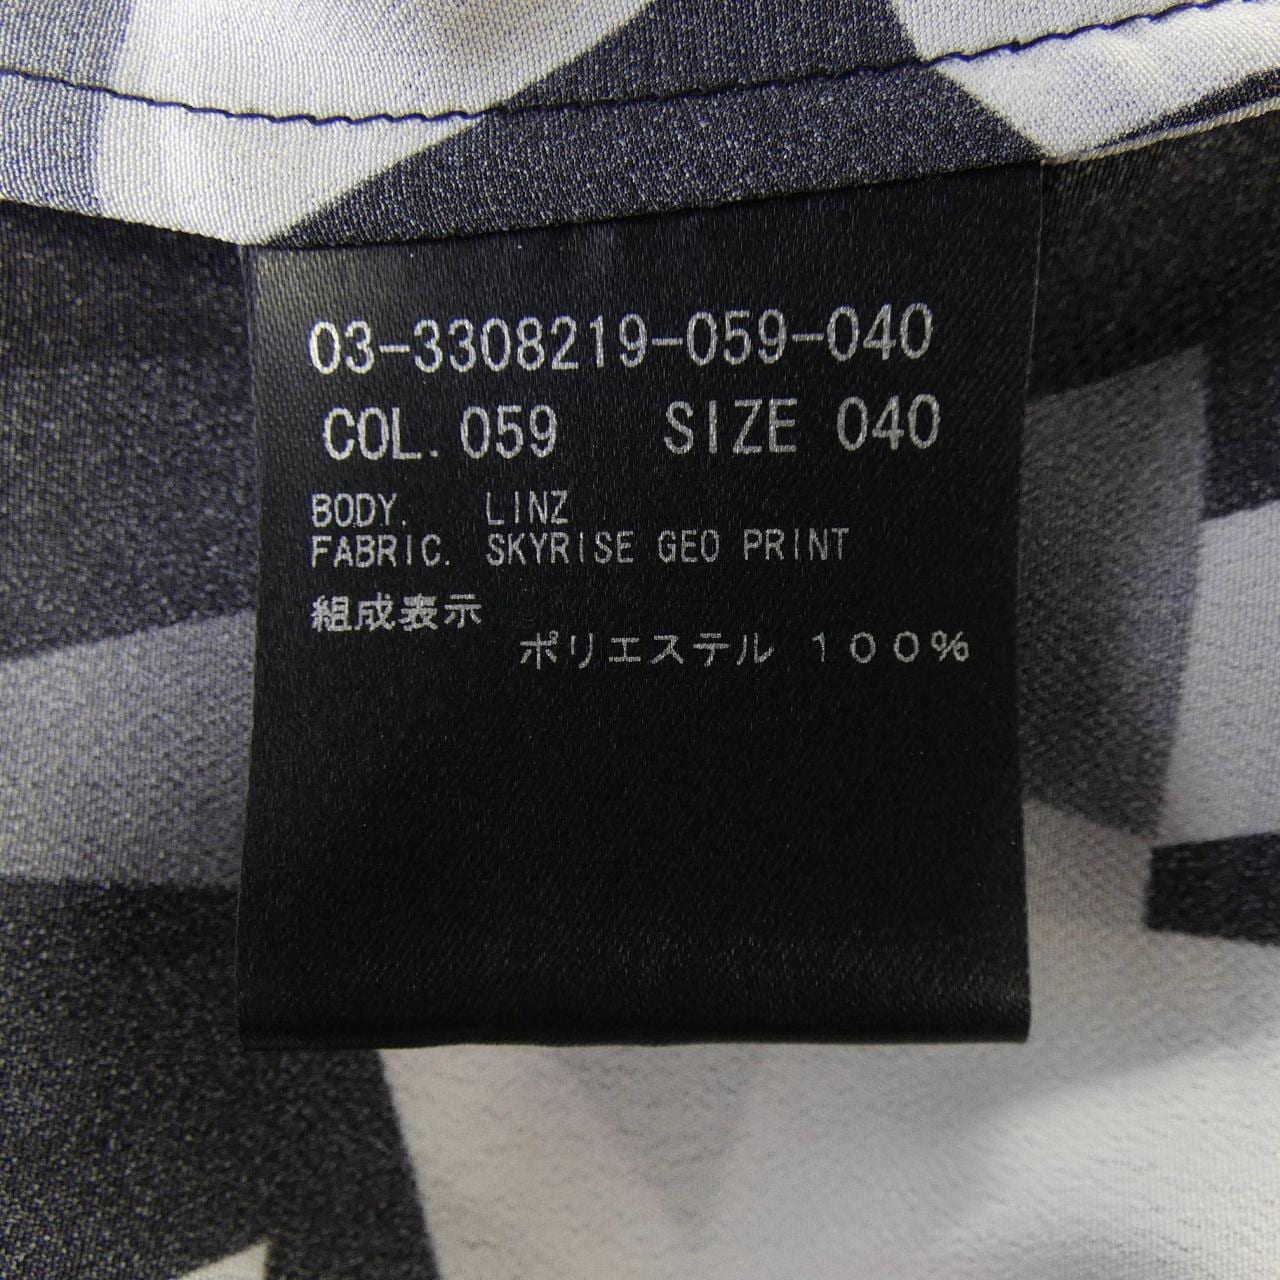 03-3308219-059-040
COL. 059 SIZE 040
BODY. LINZ
FABRIC. SKYRISE GEO PRINT
組成表示
ポリエステル １００％